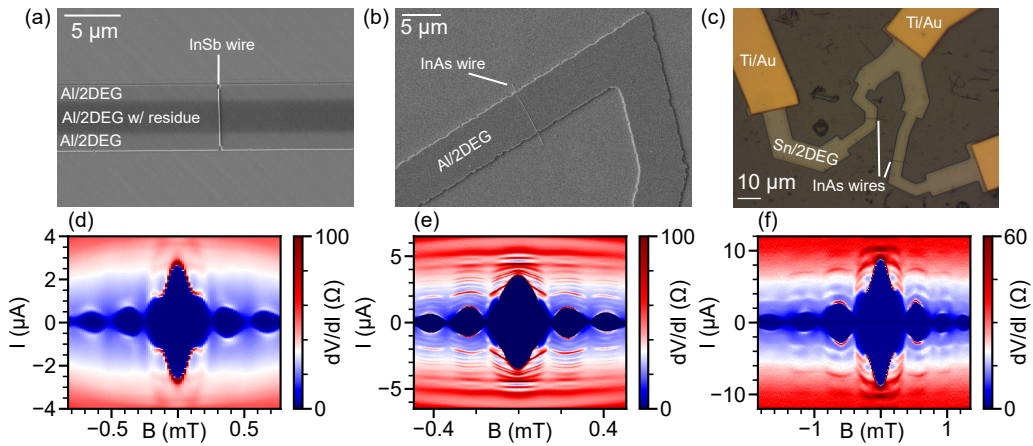 (a)
5 μm
InSb wire
Al/2DEG
Al/2DEG w/ residue
Al/2DEG
(b)
5 μm
InAs wire
Al/2DEG
(c)
Ti/Au
Ti/Au
Sn/2DEG
InAs wires
10 μm
(d)
I (μA)
4
2
0
−2
−4
−0.5
0.5
B (mT)
100
0
dV/dI (Ω)
(e)
I (μA)
5
0
−5
−0.4
0.4
B (mT)
100
0
dV/dI (Ω)
(f)
I (μA)
10
5
0
−5
−10
−1
1
B (mT)
60
0
dV/dI (Ω)